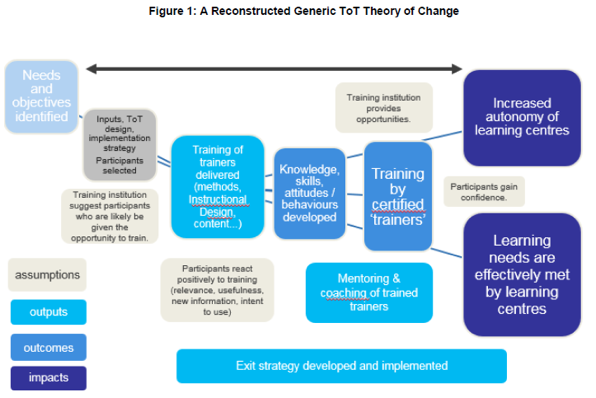 Figure 1: A Reconstructed Generic ToT Theory of Change
Needs
and
objectives
identified
Inputs, ToT
design,
implementation
strategy
Participants
selected
Training institution
suggest participants
who are likely be
given the
opportunity to train.
Training of
trainers
delivered
(methods,
Instructional
Design,
content...)
Participants react
positively to training
(relevance, usefulness,
new information, intent
to use)
Knowledge,
skills,
attitudes /
behaviours
developed
Training institution
provides
opportunities.
Training
by
certified
‘trainers’
Mentoring &
coaching of trained
trainers
Increased
autonomy of
learning centres
Participants gain
confidence.
Learning
needs are
effectively met
by learning
centres
assumptions
outputs
outcomes
impacts
Exit strategy developed and implemented